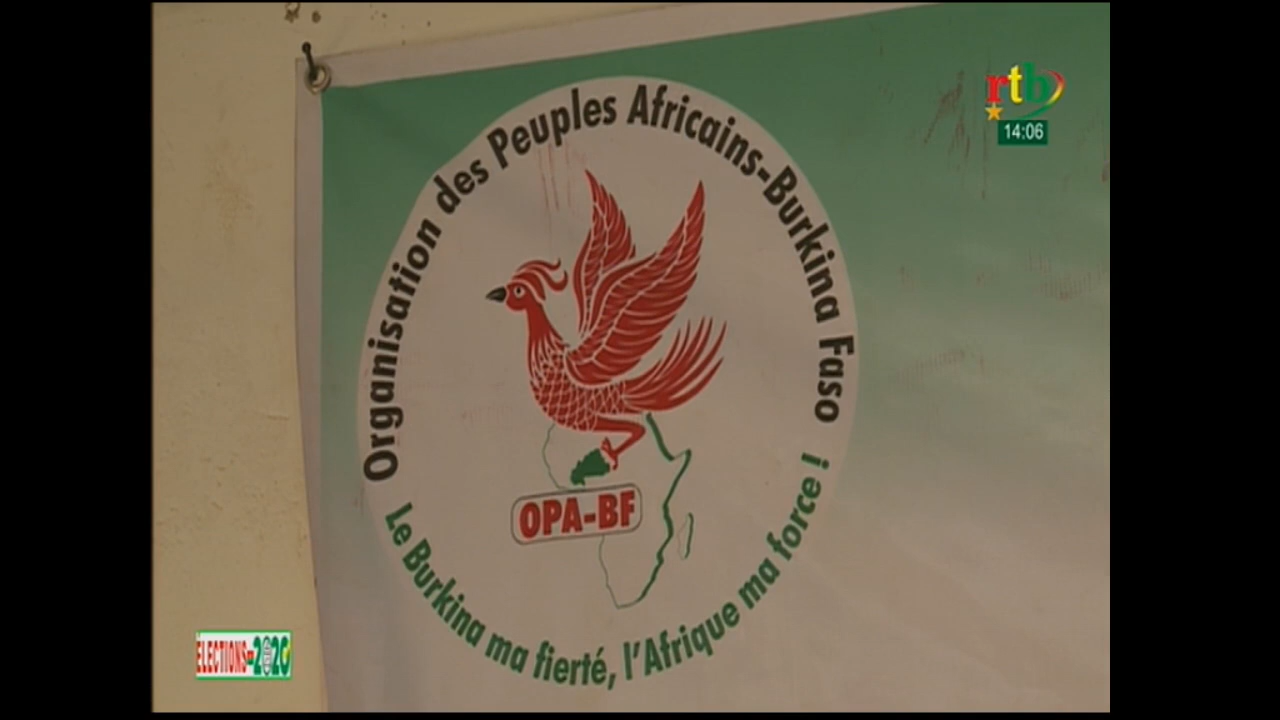 rtb
14:06
Organisation des Peuples Africains-Burkina Faso
OPA-BF
Le Burkina ma fierté, l'Afrique ma force !
ÉLECTIONS
2020